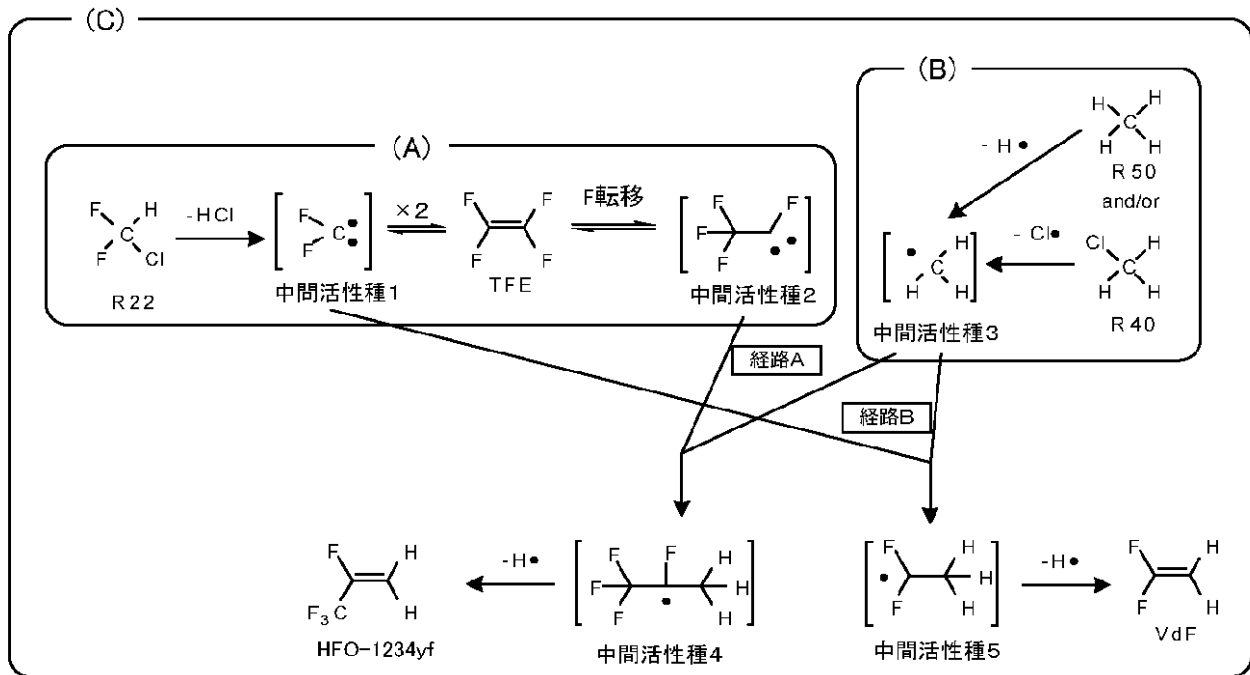 (C)
(B)
(A)
H H
C
H H
- H●
R50
and/or
F H
C
F Cl
-HCl
F
C
F
×2
F F
F F
F転移
F F
F
F
- Cl●
H
C
H H
Cl H
C
H H
R22
中間活性種1
TFE
中間活性種2
中間活性種3
R40
経路A
経路B
F H
F3C H
-H●
F F H
F H
F H
F H
H
F H
-H●
F H
F H
HFO-1234yf
中間活性種4
中間活性種5
VdF